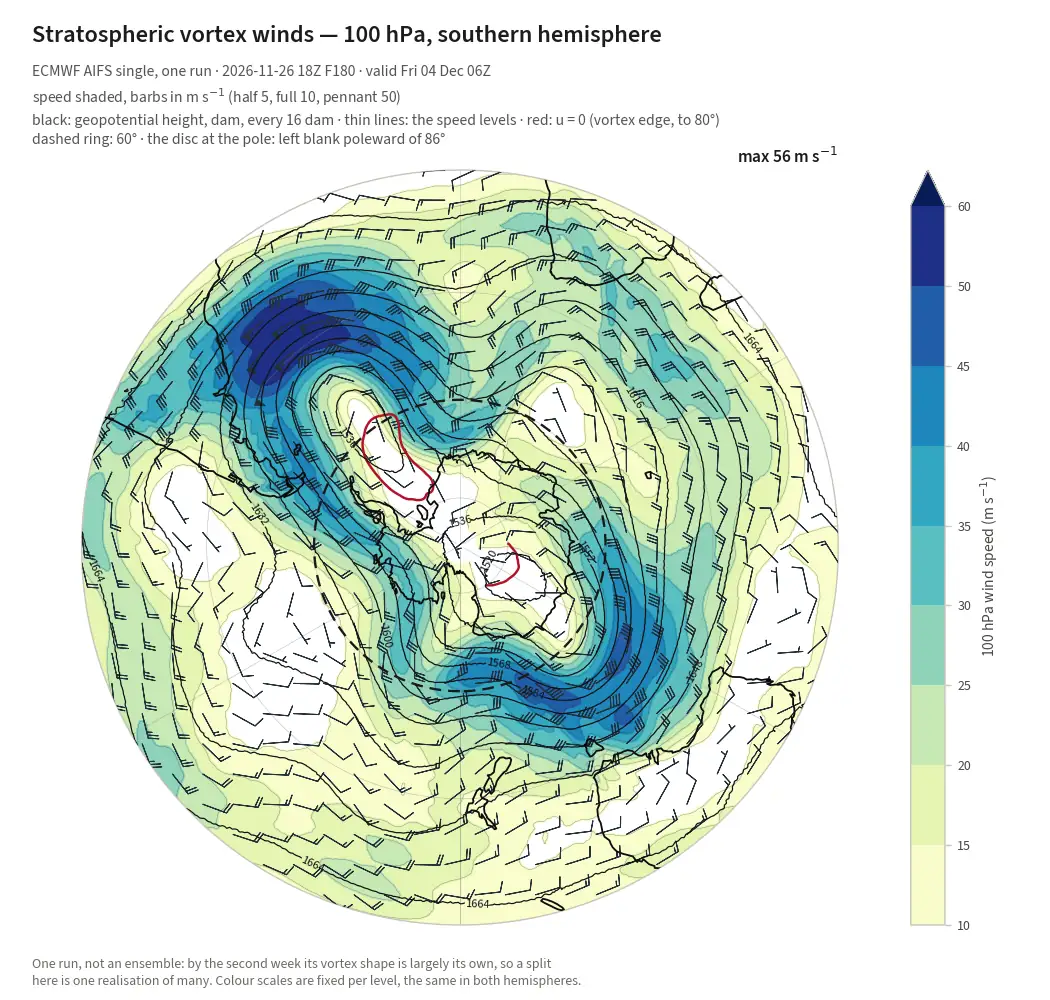 Stratospheric vortex winds — 100 hPa, southern hemisphere
ECMWF AIFS single, one run · 2026-11-26 18Z F180 · valid Fri 04 Dec 06Z
speed shaded, barbs in m s⁻¹ (half 5, full 10, pennant 50)
black: geopotential height, dam, every 16 dam · thin lines: the speed levels · red: u = 0 (vortex edge, to 80°)
dashed ring: 60° · the disc at the pole: left blank poleward of 86°
max 56 m s⁻¹
60
50
45
40
35
30
25
20
15
10
100 hPa wind speed (m s⁻¹)
1664
1616
1632
1536
1520
1552
1664
1600
1568
1584
1664
One run, not an ensemble: by the second week its vortex shape is largely its own, so a split
here is one realisation of many. Colour scales are fixed per level, the same in both hemispheres.